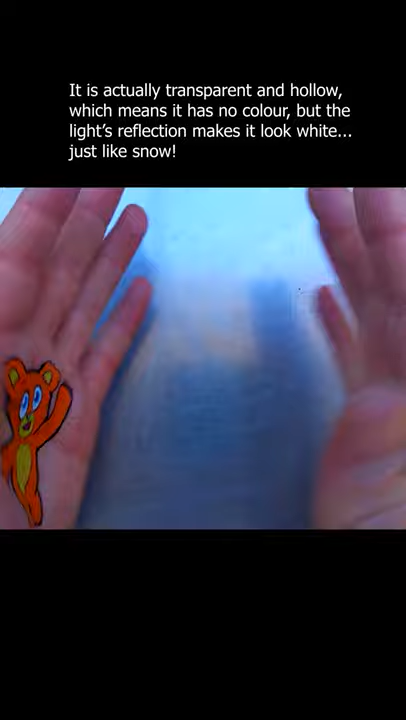 It is actually transparent and hollow,
which means it has no colour, but the
light's reflection makes it look white...
just like snow!